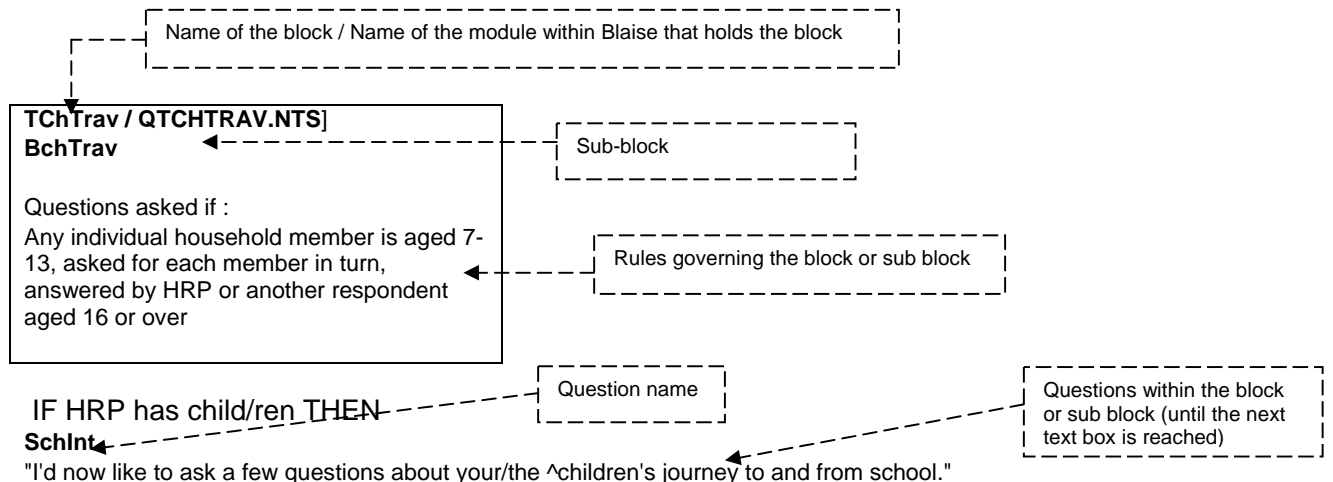 Name of the block / Name of the module within Blaise that holds the block
TChTrav / QTCHTRAV.NTS]
BchTrav
Sub-block
Questions asked if :
Any individual household member is aged 7-
13, asked for each member in turn,
answered by HRP or another respondent
aged 16 or over
Rules governing the block or sub block
Question name
Questions within the block
or sub block (until the next
text box is reached)
IF HRP has child/ren THEN
SchInt
"I'd now like to ask a few questions about your/the ^children's journey to and from school."